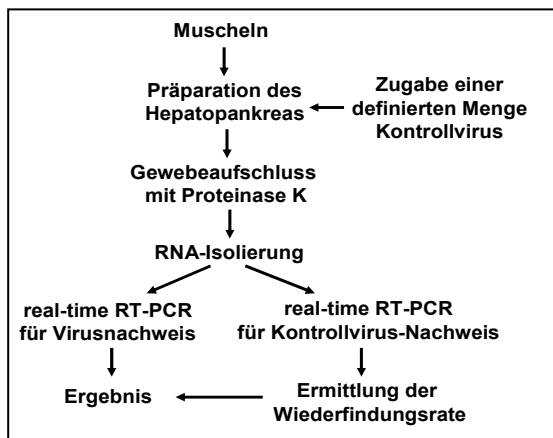 Muscheln
Präparation des
Hepatopankreas
Zugabe einer
definierten Menge
Kontrollvirus
Gewebeaufschluss
mit Proteinase K
RNA-Isolierung
real-time RT-PCR
für Virusnachweis
real-time RT-PCR
für Kontrollvirus-Nachweis
Ergebnis
Ermittlung der
Wiederfindungsrate